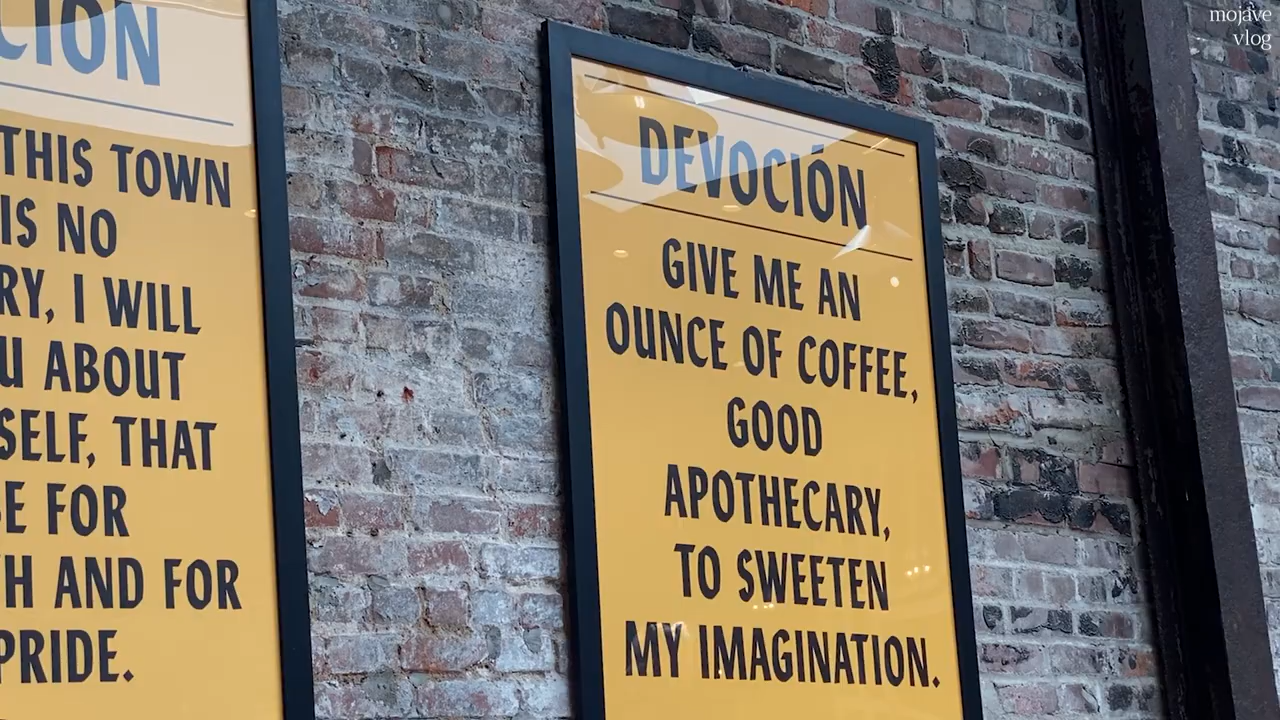 CIÓN
THIS TOWN
IS NO
RY, I WILL
U ABOUT
SELF, THAT
E FOR
H AND FOR
PRIDE.
DEVOCIÓN
GIVE ME AN
OUNCE OF COFFEE,
GOOD
APOTHECARY,
TO SWEETEN
MY IMAGINATION.
mojave
vlog